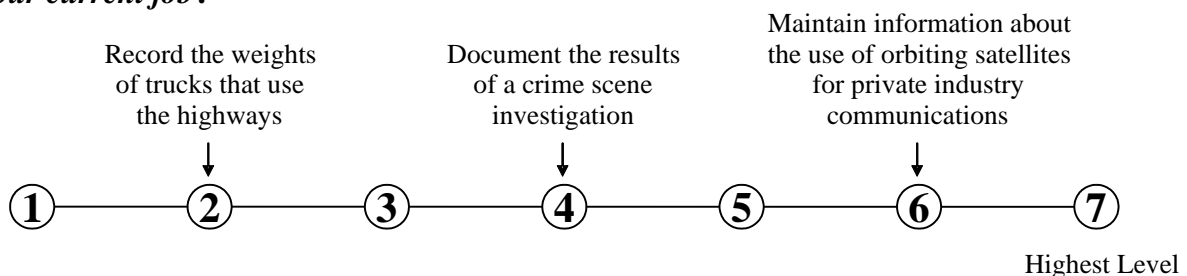 current job?
Record the weights
of trucks that use
the highways
Document the results
of a crime scene
investigation
Maintain information about
the use of orbiting satellites
for private industry
communications
1 2 3 4 5 6 7
Highest Level